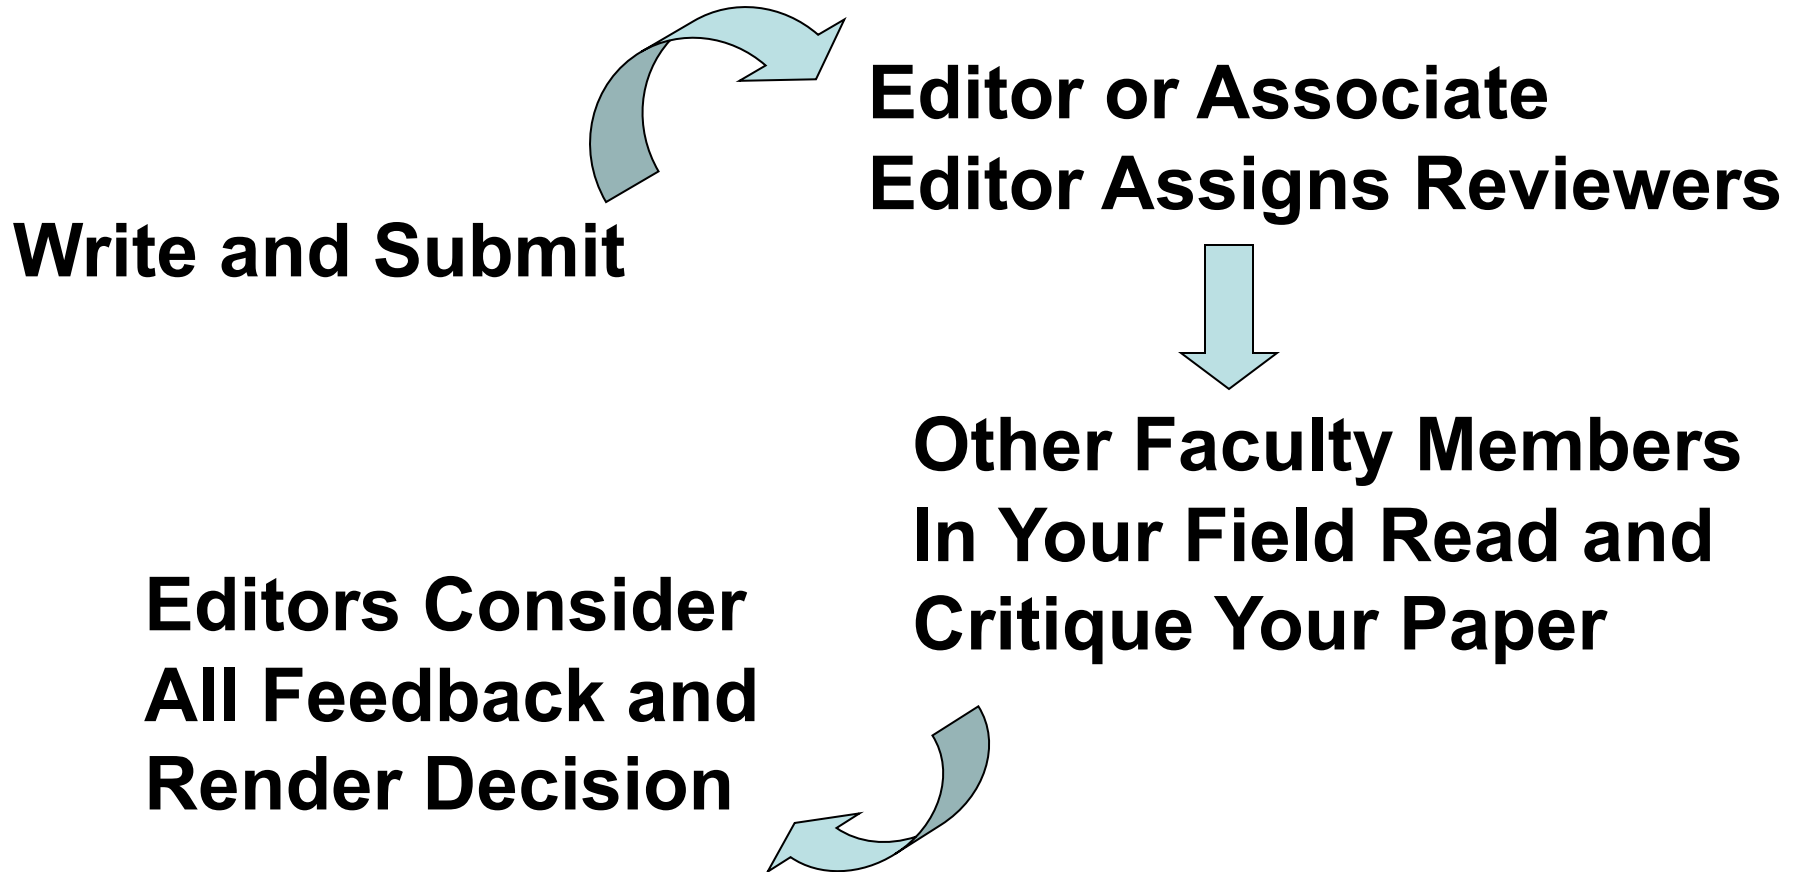 Write and Submit
Editor or Associate
Editor Assigns Reviewers
Other Faculty Members
In Your Field Read and
Critique Your Paper
Editors Consider
All Feedback and
Render Decision